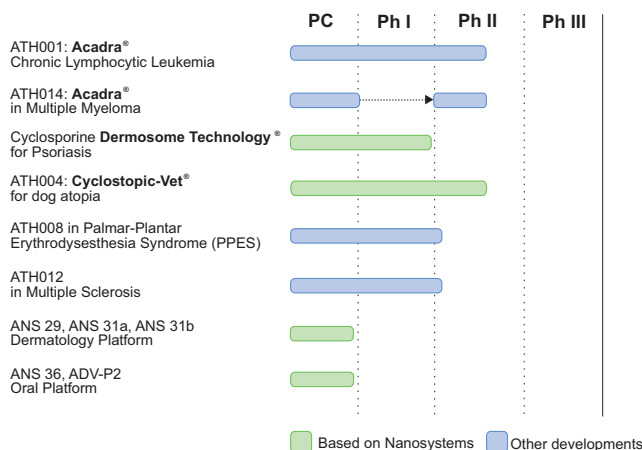 PC Ph I Ph II Ph III
ATH001: Acadra®
Chronic Lymphocytic Leukemia
ATH014: Acadra®
in Multiple Myeloma
Cyclosporine Dermosome Technology ®
for Psoriasis
ATH004: Cyclostopic-Vet®
for dog atopia
ATH008 in Palmar-Plantar
Erythrodysesthesia Syndrome (PPES)
ATH012
in Multiple Sclerosis
ANS 29, ANS 31a, ANS 31b
Dermatology Platform
ANS 36, ADV-P2
Oral Platform
Based on Nanosystems Other developments